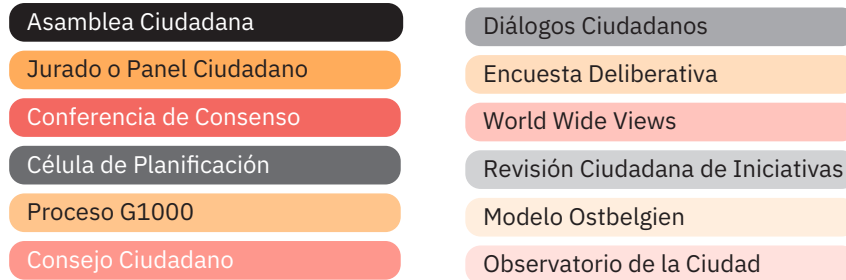 Asamblea Ciudadana
Jurado o Panel Ciudadano
Conferencia de Consenso
Célula de Planificación
Proceso G1000
Consejo Ciudadano
Diálogos Ciudadanos
Encuesta Deliberativa
World Wide Views
Revisión Ciudadana de Iniciativas
Modelo Ostbelgien
Observatorio de la Ciudad